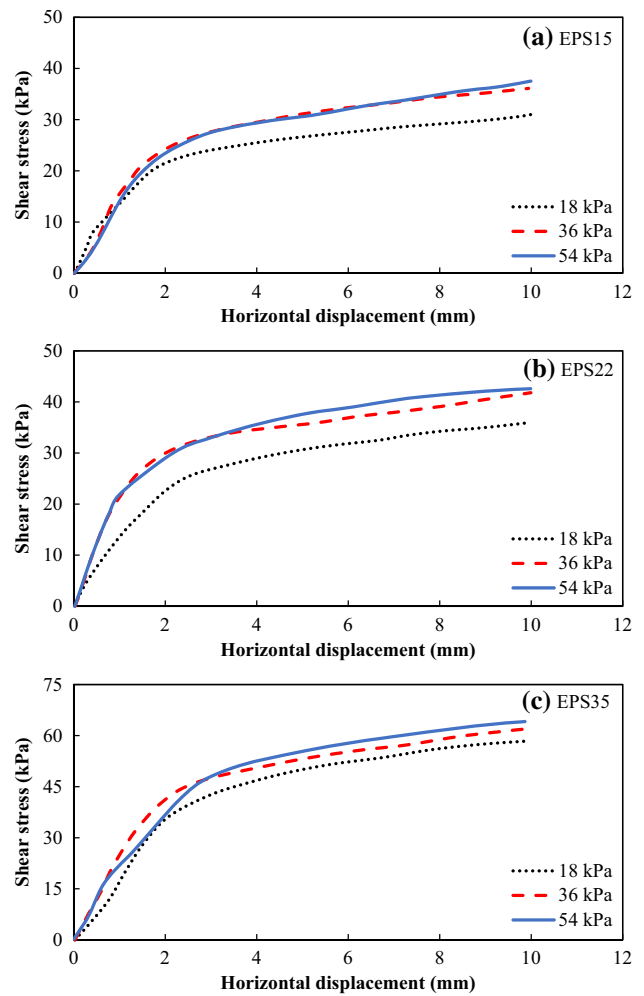 (a) EPS15
50
40
30
20
10
0
Shear stress (kPa)
18 kPa
36 kPa
54 kPa
0 2 4 6 8 10 12
Horizontal displacement (mm)
(b) EPS22
50
40
30
20
10
0
Shear stress (kPa)
18 kPa
36 kPa
54 kPa
0 2 4 6 8 10 12
Horizontal displacement (mm)
(c) EPS35
75
60
45
30
15
0
Shear stress (kPa)
18 kPa
36 kPa
54 kPa
0 2 4 6 8 10 12
Horizontal displacement (mm)